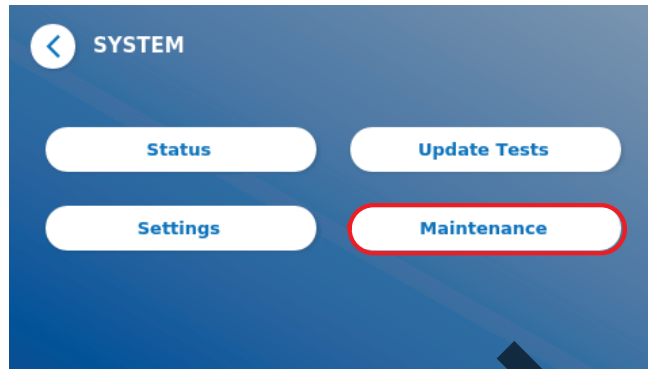 SYSTEM
Status
Update Tests
Settings
Maintenance